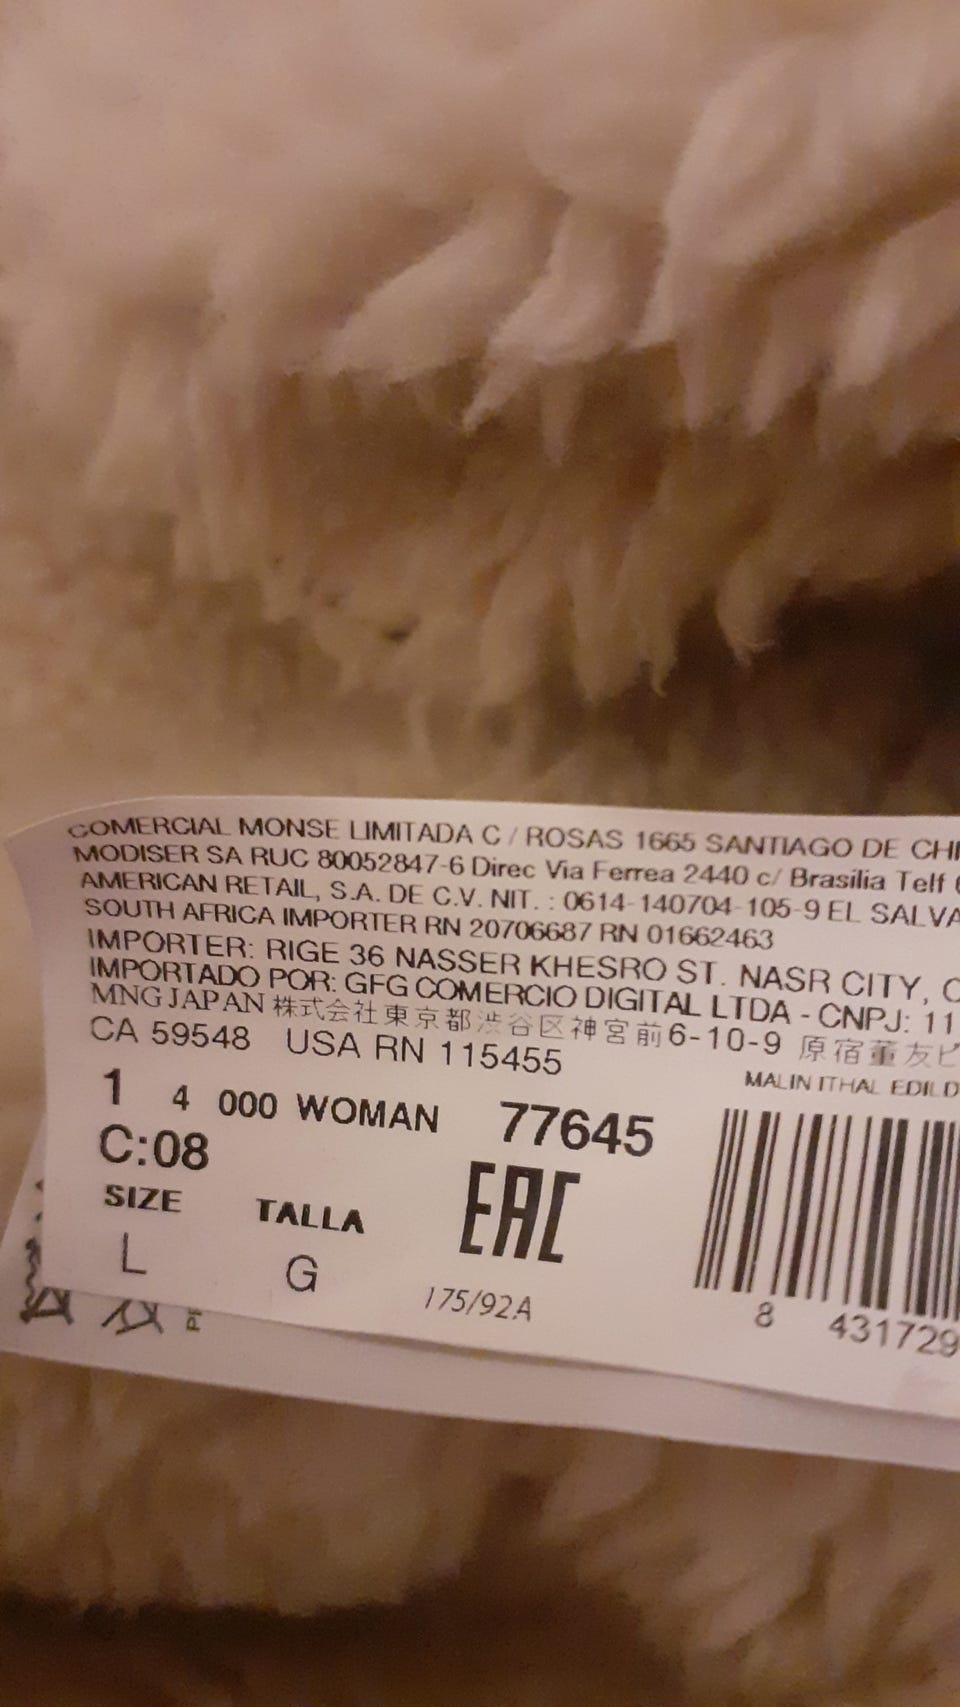 COMERCIAL MONSE LIMITADA C / ROSAS 1665 SANTIAGO DE CHI
MODISER SA RUC 80052847-6 Direc Via Ferrea 2440 c/ Brasilia Telf
AMERICAN RETAIL, S.A. DE C.V. NIT. : 0614-140704-105-9 EL SALVA
SOUTH AFRICA IMPORTER RN 20706687 RN 01662463
IMPORTER: RIGE 36 NASSER KHESRO ST. NASR CITY, C
IMPORTADO POR: GFG COMERCIO DIGITAL LTDA - CNPJ: 11
MNG JAPAN 株式会社東京都渋谷区神宮前6-10-9 原宿董友ビ
CA 59548 USA RN 115455
MALIN ITHAL EDILD
1 4 000 WOMAN 77645
C:08
SIZE TALLA EAC
L G 175/92A
8 431729